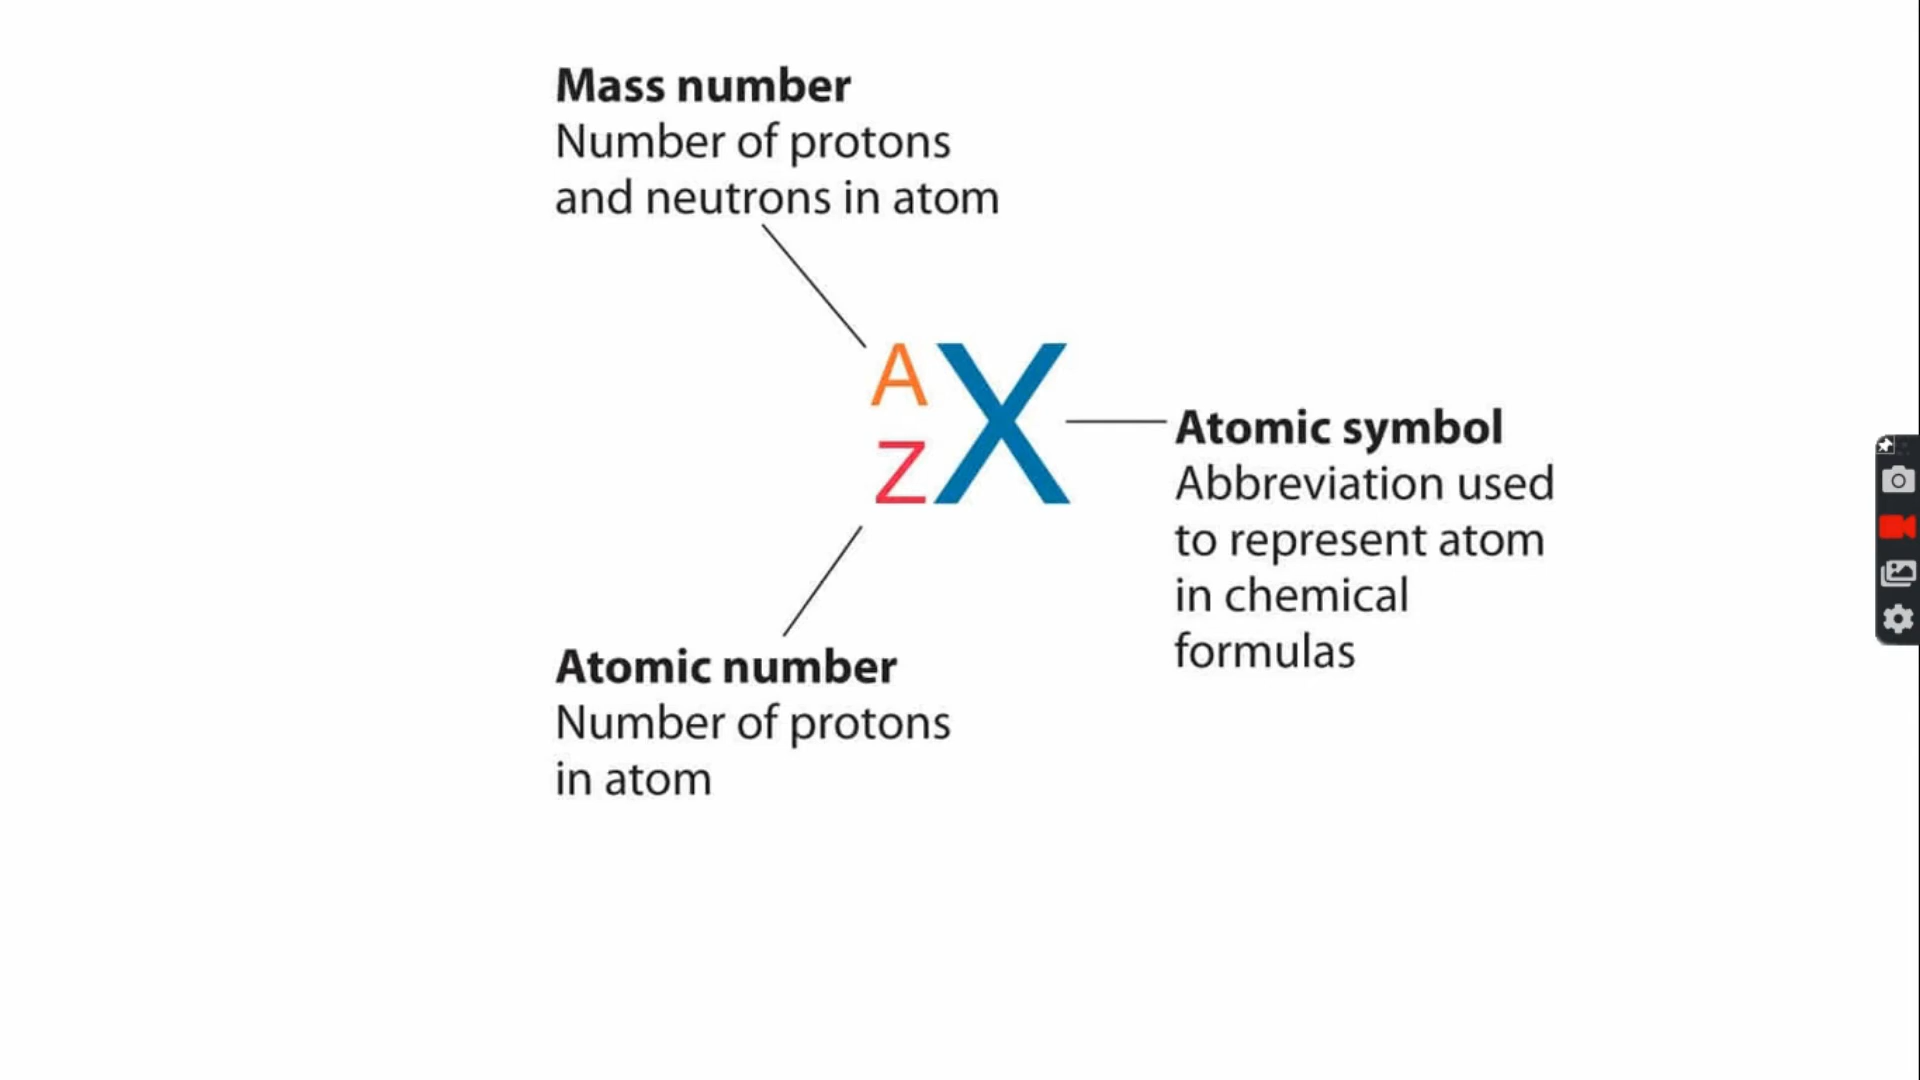 Mass number
Number of protons
and neutrons in atom
A
X
Z
Atomic symbol
Abbreviation used
to represent atom
in chemical
formulas
Atomic number
Number of protons
in atom